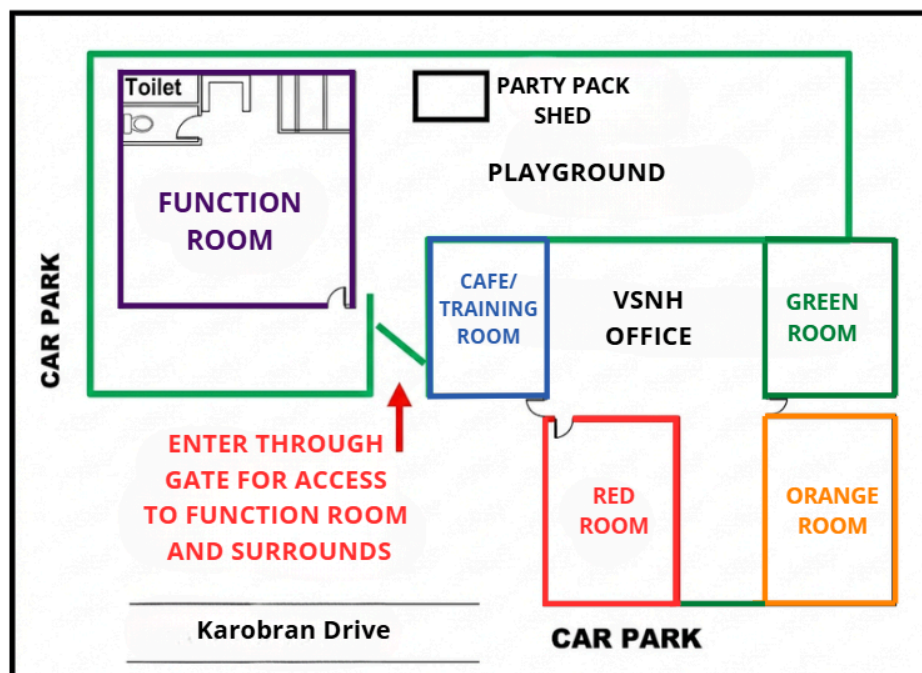 Toilet
PARTY PACK
SHED
PLAYGROUND
FUNCTION
ROOM
CAR PARK
CAFE/
TRAINING
ROOM
VSNH
OFFICE
GREEN
ROOM
ENTER THROUGH
GATE FOR ACCESS
TO FUNCTION ROOM
AND SURROUNDS
RED
ROOM
ORANGE
ROOM
Karobran Drive
CAR PARK